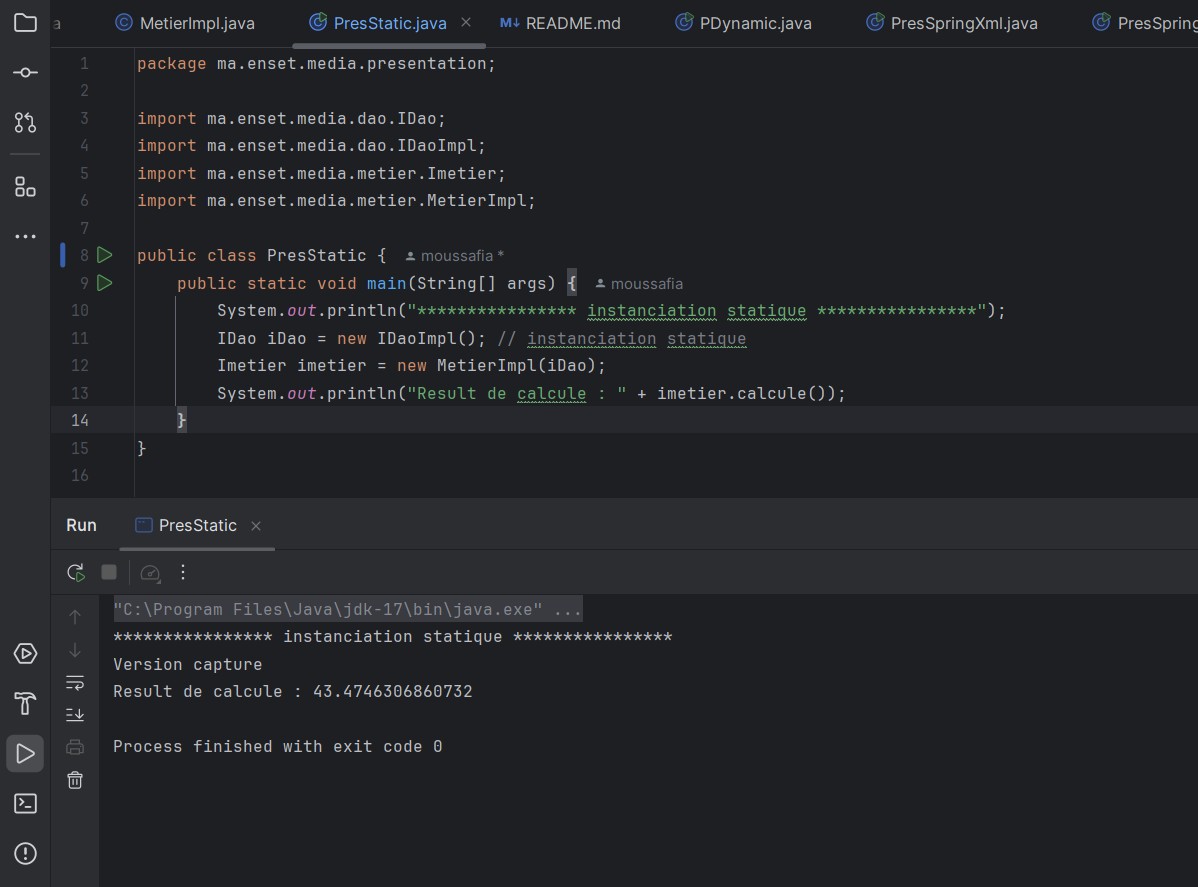 a MetierImpl.java PresStatic.java README.md PDynamic.java PresSpringXml.java PresSpring
1 package ma.enset.media.presentation;
2
3 import ma.enset.media.dao.IDao;
4 import ma.enset.media.dao.IDaoImpl;
5 import ma.enset.media.metier.Imetier;
6 import ma.enset.media.metier.MetierImpl;
7
8 public class PresStatic { moussafia *
9 public static void main(String[] args) { moussafia
10 System.out.println("**************** instanciation statique ****************");
11 IDao iDao = new IDaoImpl(); // instanciation statique
12 Imetier imetier = new MetierImpl(iDao);
13 System.out.println("Result de calcule : " + imetier.calcule());
14 }
15 }
16
Run PresStatic
"C:\Program Files\Java\jdk-17\bin\java.exe" ...
**************** instanciation statique ****************
Version capture
Result de calcule : 43.4746306860732
Process finished with exit code 0